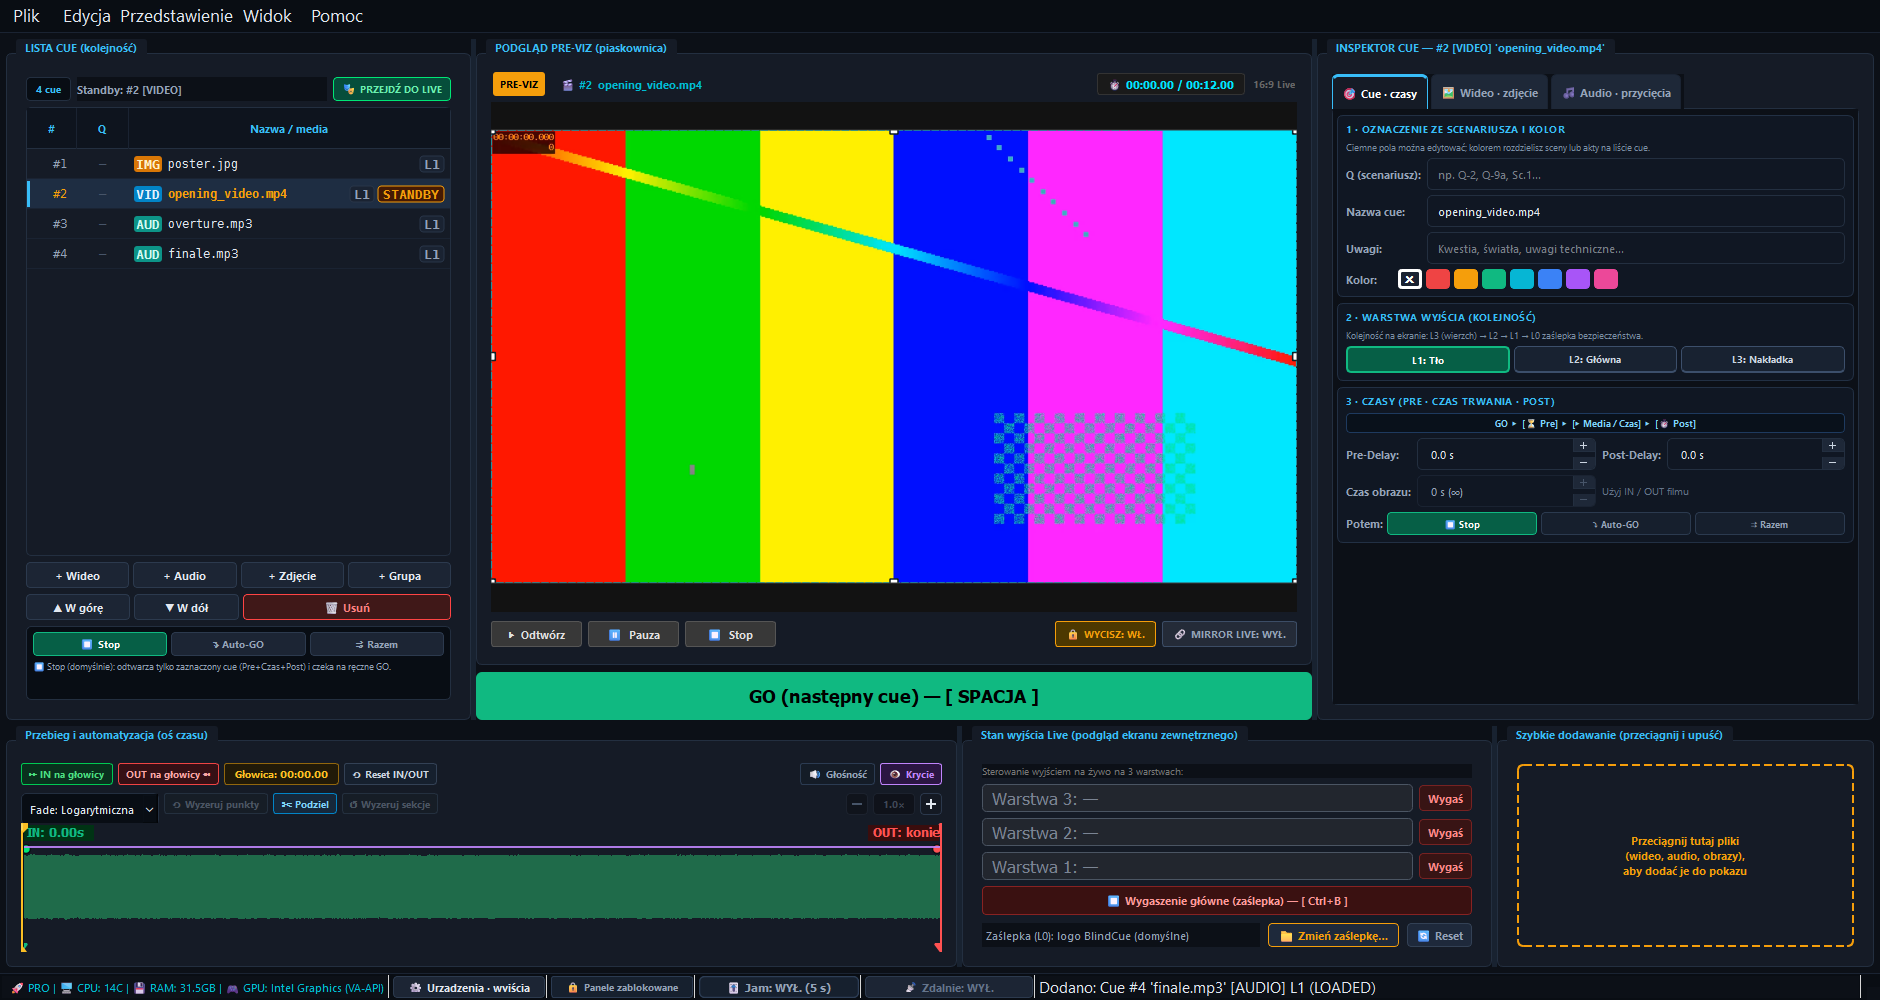 Plik Edycja Przedstawienie Widok Pomoc
LISTA CUE (kolejność)
4 cue Standby: #2 [VIDEO] PRZEJDŹ DO LIVE
# Q Nazwa / media
#1 — IMG poster.jpg L1
#2 — VID opening_video.mp4 L1 STANDBY
#3 — AUD overture.mp3 L1
#4 — AUD finale.mp3 L1
+ Wideo + Audio + Zdjęcie + Grupa
▲ W górę ▼ W dół Usuń
Stop Auto-GO Razem
Stop (domyślnie): odtwarza tylko zaznaczony cue (Pre+Czas+Post) i czeka na ręczne GO.
PODGLĄD PRE-VIZ (piaskownica)
PRE-VIZ #2 opening_video.mp4 00:00.00 / 00:12.00 16:9 Live
00:00:00.000
0
Odtwórz Pauza Stop WYCISZ: WŁ. MIRROR LIVE: WYŁ.
GO (następny cue) — [ SPACJA ]
INSPEKTOR CUE — #2 [VIDEO] 'opening_video.mp4'
Cue · czasy Wideo · zdjęcie Audio · przycięcia
1 · OZNACZENIE ZE SCENARIUSZA I KOLOR
Ciemne pola można edytować; kolorem rozdzielisz sceny lub akty na liście cue.
Q (scenariusz): np. Q-2, Q-9a, Sc.1...
Nazwa cue: opening_video.mp4
Uwagi: Kwestia, światła, uwagi techniczne...
Kolor: X
2 · WARSTWA WYJŚCIA (KOLEJNOŚĆ)
Kolejność na ekranie: L3 (wierzch) → L2 → L1 → L0 zaślepka bezpieczeństwa.
L1: Tło L2: Główna L3: Nakładka
3 · CZASY (PRE · CZAS TRWANIA · POST)
GO ▸ [⏳ Pre] ▸ [▸ Media / Czas] ▸ [⏱ Post]
Pre-Delay: 0.0 s + − Post-Delay: 0.0 s + −
Czas obrazu: 0 s (∞) + − Użyj IN / OUT filmu
Potem: Stop Auto-GO Razem
Przebieg i automatyzacja (oś czasu)
IN na głowicy OUT na głowicy Głowica: 00:00.00 Reset IN/OUT Głośność Krycie
Fade: Logarytmiczna Wyzeruj punkty Podziel Wyzeruj sekcje − 1.0× +
IN: 0.00s OUT: konie
Stan wyjścia Live (podgląd ekranu zewnętrznego)
Sterowanie wyjściem na żywo na 3 warstwach:
Warstwa 3: — Wygaś
Warstwa 2: — Wygaś
Warstwa 1: — Wygaś
Wygaszenie główne (zaślepka) — [ Ctrl+B ]
Zaślepka (L0): logo BlindCue (domyślne) Zmień zaślepkę... Reset
Szybkie dodawanie (przeciągnij i upuść)
Przeciągnij tutaj pliki
(wideo, audio, obrazy),
aby dodać je do pokazu
PRO | CPU: 14C | RAM: 31.5GB | GPU: Intel Graphics (VA-API) Urządzenia · wyjścia Panele zablokowane Jam: WYŁ. (5 s) Zdalnie: WYŁ. Dodano: Cue #4 'finale.mp3' [AUDIO] L1 (LOADED)